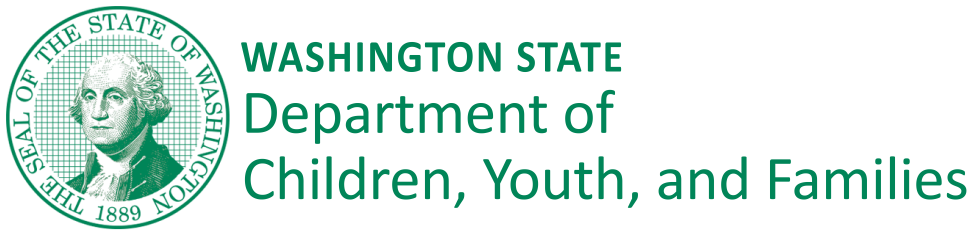 THE SEAL OF THE STATE OF WASHINGTON
1889
WASHINGTON STATE
Department of
Children, Youth, and Families